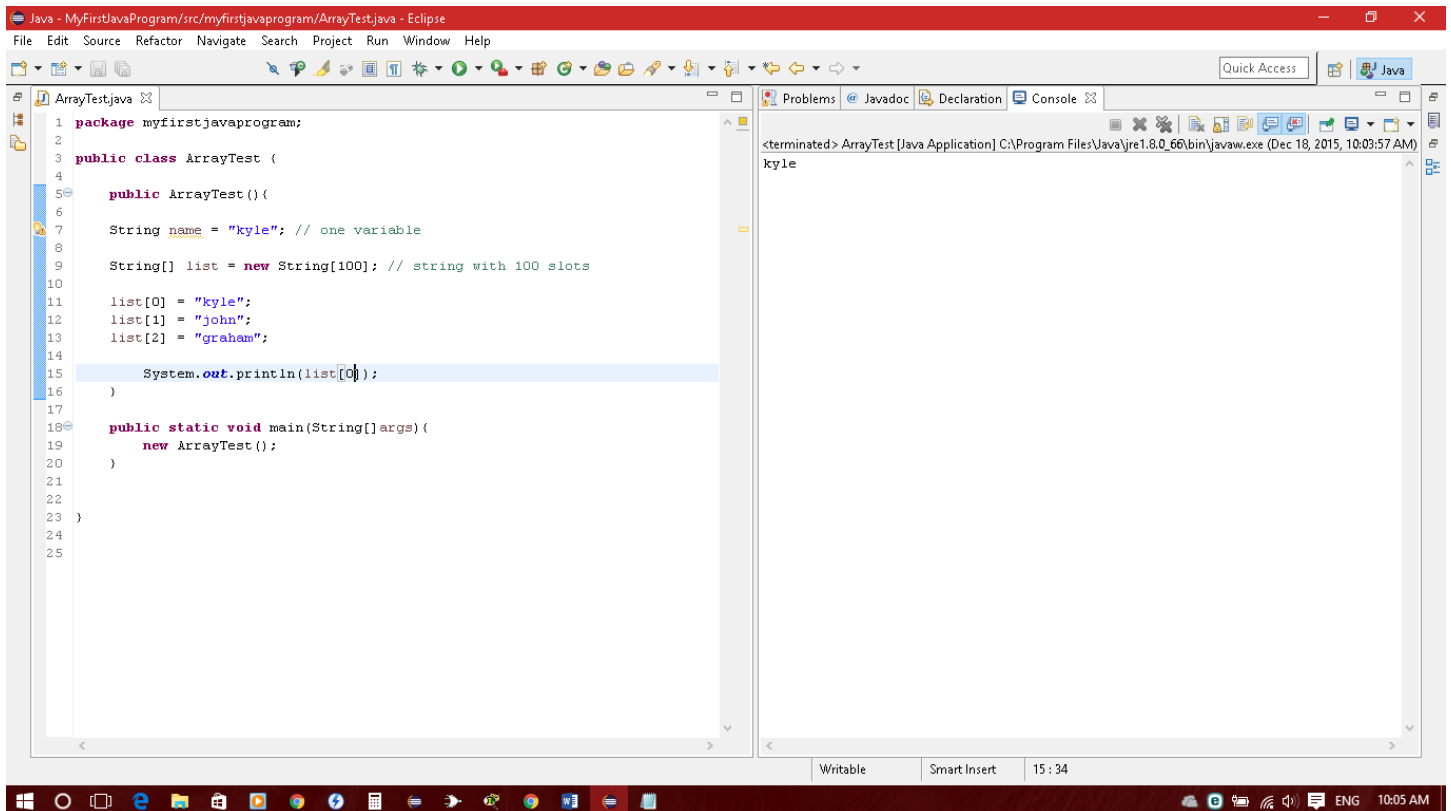 Java - MyFirstJavaProgram/src/myfirstjavaprogram/ArrayTest.java - Eclipse
File Edit Source Refactor Navigate Search Project Run Window Help
Quick Access
Java
ArrayTest.java
1 package myfirstjavaprogram;
2
3 public class ArrayTest {
4
5 public ArrayTest(){
6
7 String name = "kyle"; // one variable
8
9 String[] list = new String[100]; // string with 100 slots
10
11 list[0] = "kyle";
12 list[1] = "john";
13 list[2] = "graham";
14
15 System.out.println(list[0]);
16 }
17
18 public static void main(String[]args){
19 new ArrayTest();
20 }
21
22
23 }
24
25
Problems @ Javadoc Declaration Console
<terminated> ArrayTest [Java Application] C:\Program Files\Java\jre1.8.0_66\bin\javaw.exe (Dec 18, 2015, 10:03:57 AM)
kyle
Writable Smart Insert 15 : 34
ENG 10:05 AM